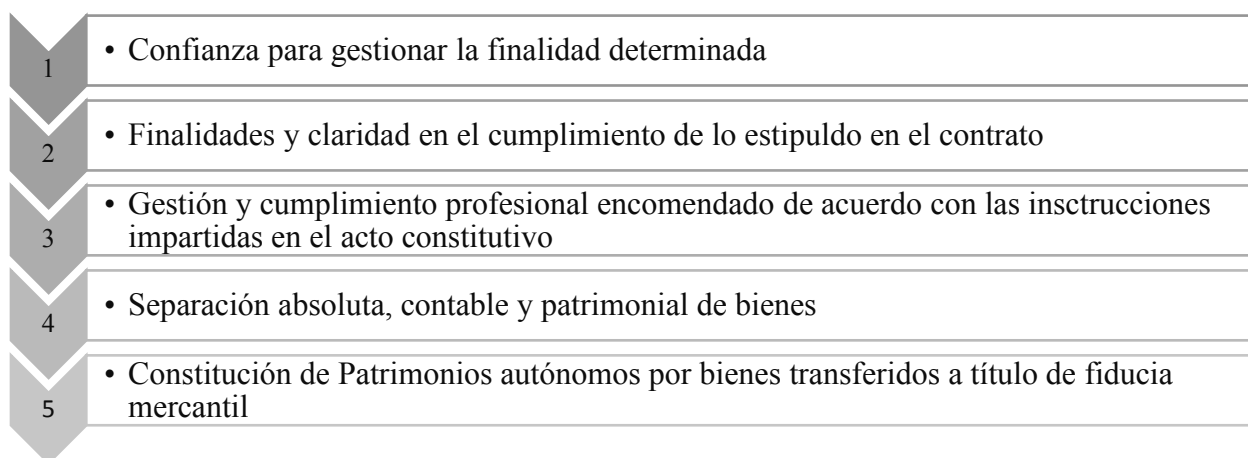 1
• Confianza para gestionar la finalidad determinada
2
• Finalidades y claridad en el cumplimiento de lo estipuldo en el contrato
3
• Gestión y cumplimiento profesional encomendado de acuerdo con las insctrucciones
impartidas en el acto constitutivo
4
• Separación absoluta, contable y patrimonial de bienes
5
• Constitución de Patrimonios autónomos por bienes transferidos a título de fiducia
mercantil